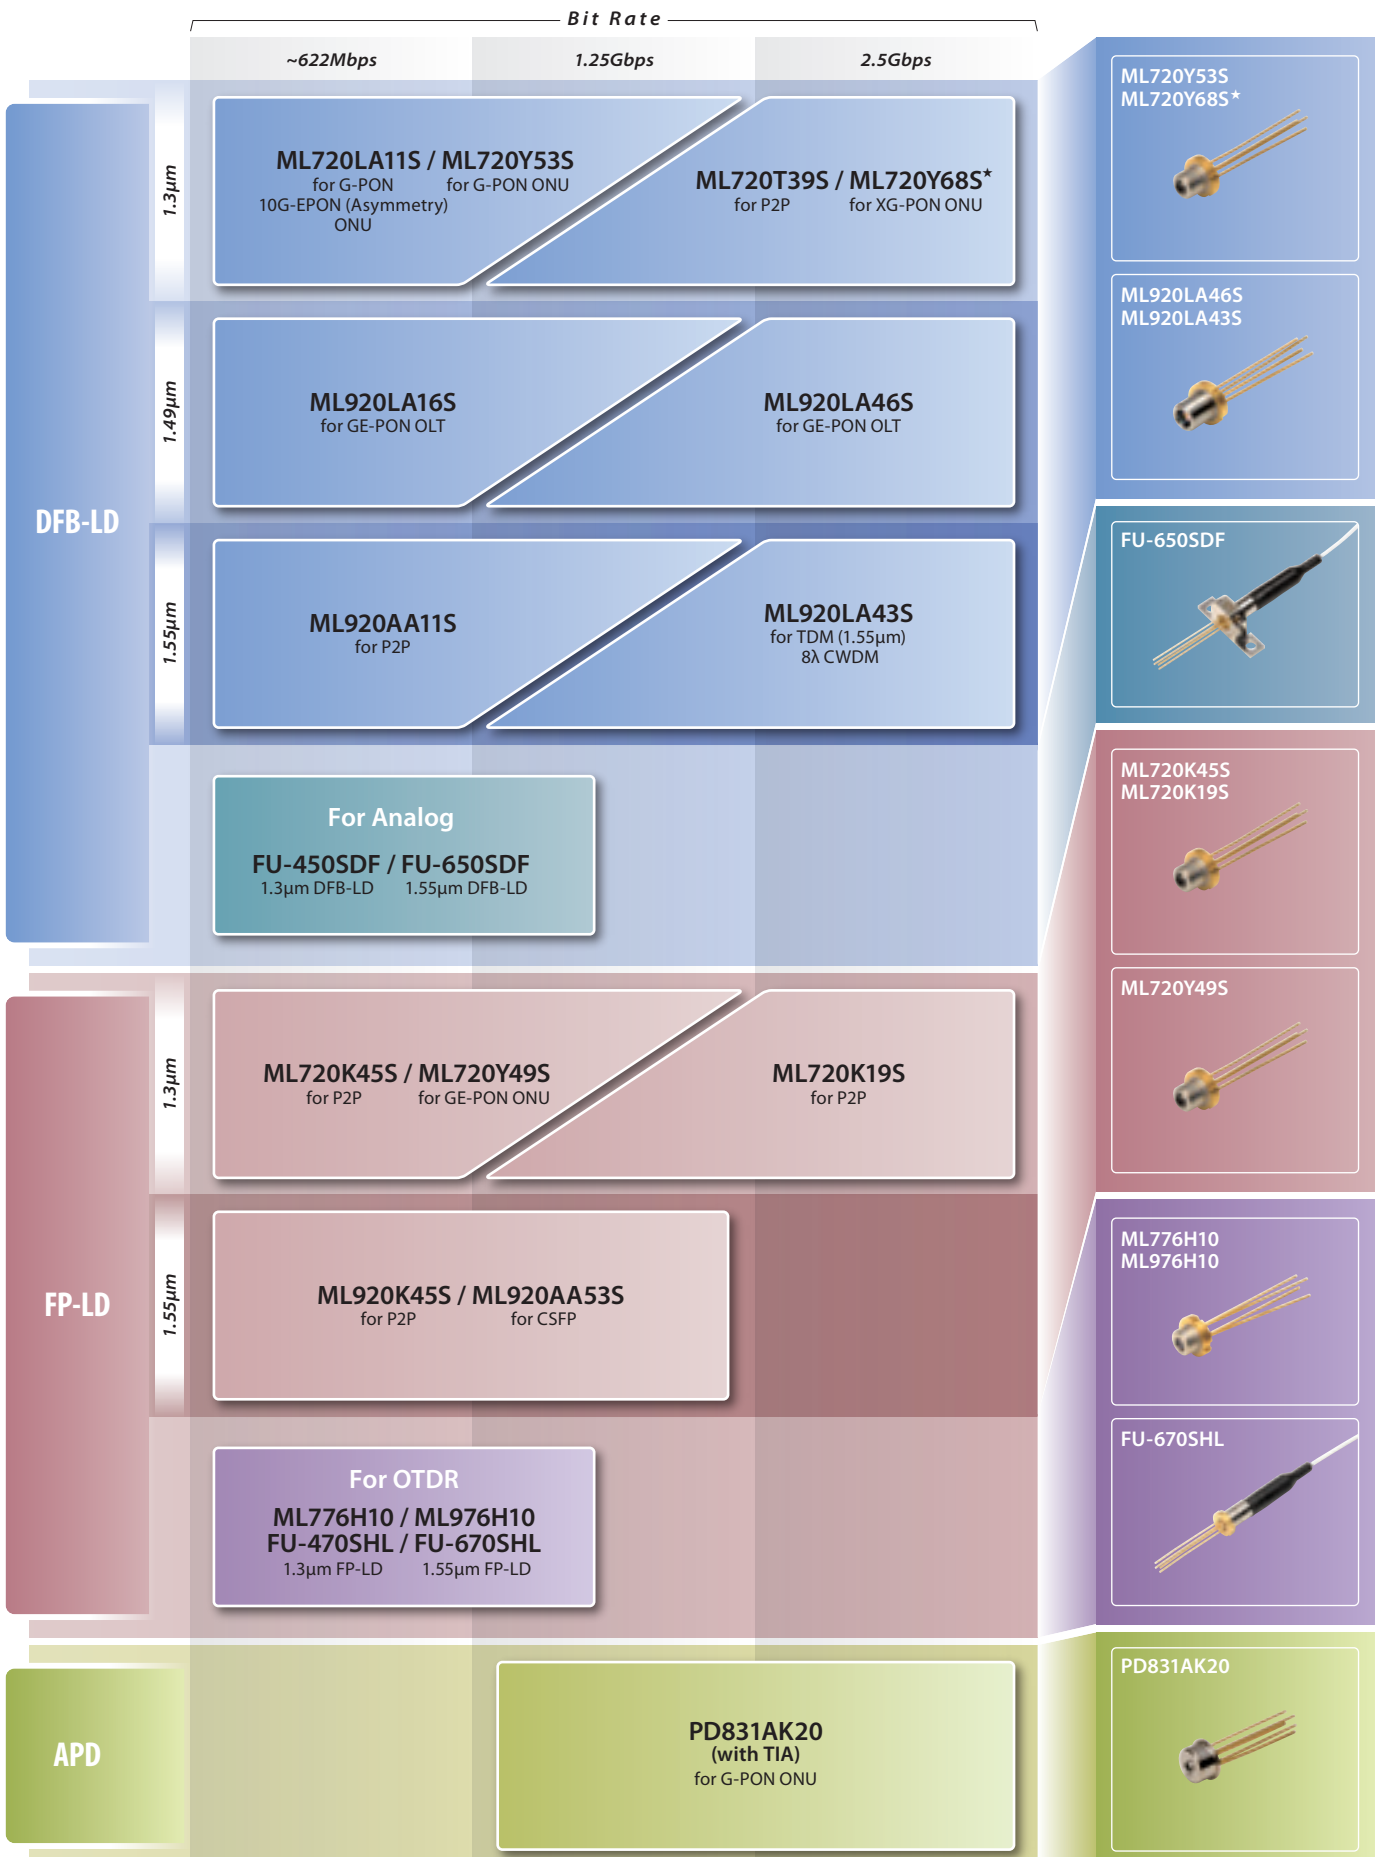 Bit Rate
~622Mbps
1.25Gbps
2.5Gbps
DFB-LD
1.3µm
ML720LA11S / ML720Y53S
for G-PON for G-PON ONU
10G-EPON (Asymmetry)
ONU
ML720T39S / ML720Y68S★
for P2P for XG-PON ONU
1.49µm
ML920LA16S
for GE-PON OLT
ML920LA46S
for GE-PON OLT
1.55µm
ML920AA11S
for P2P
ML920LA43S
for TDM (1.55µm)
8λ CWDM
For Analog
FU-450SDF / FU-650SDF
1.3µm DFB-LD 1.55µm DFB-LD
FP-LD
1.3µm
ML720K45S / ML720Y49S
for P2P for GE-PON ONU
ML720K19S
for P2P
1.55µm
ML920K45S / ML920AA53S
for P2P for CSFP
For OTDR
ML776H10 / ML976H10
FU-470SHL / FU-670SHL
1.3µm FP-LD 1.55µm FP-LD
APD
PD831AK20
(with TIA)
for G-PON ONU
ML720Y53S
ML720Y68S★
ML920LA46S
ML920LA43S
FU-650SDF
ML720K45S
ML720K19S
ML720Y49S
ML776H10
ML976H10
FU-670SHL
PD831AK20